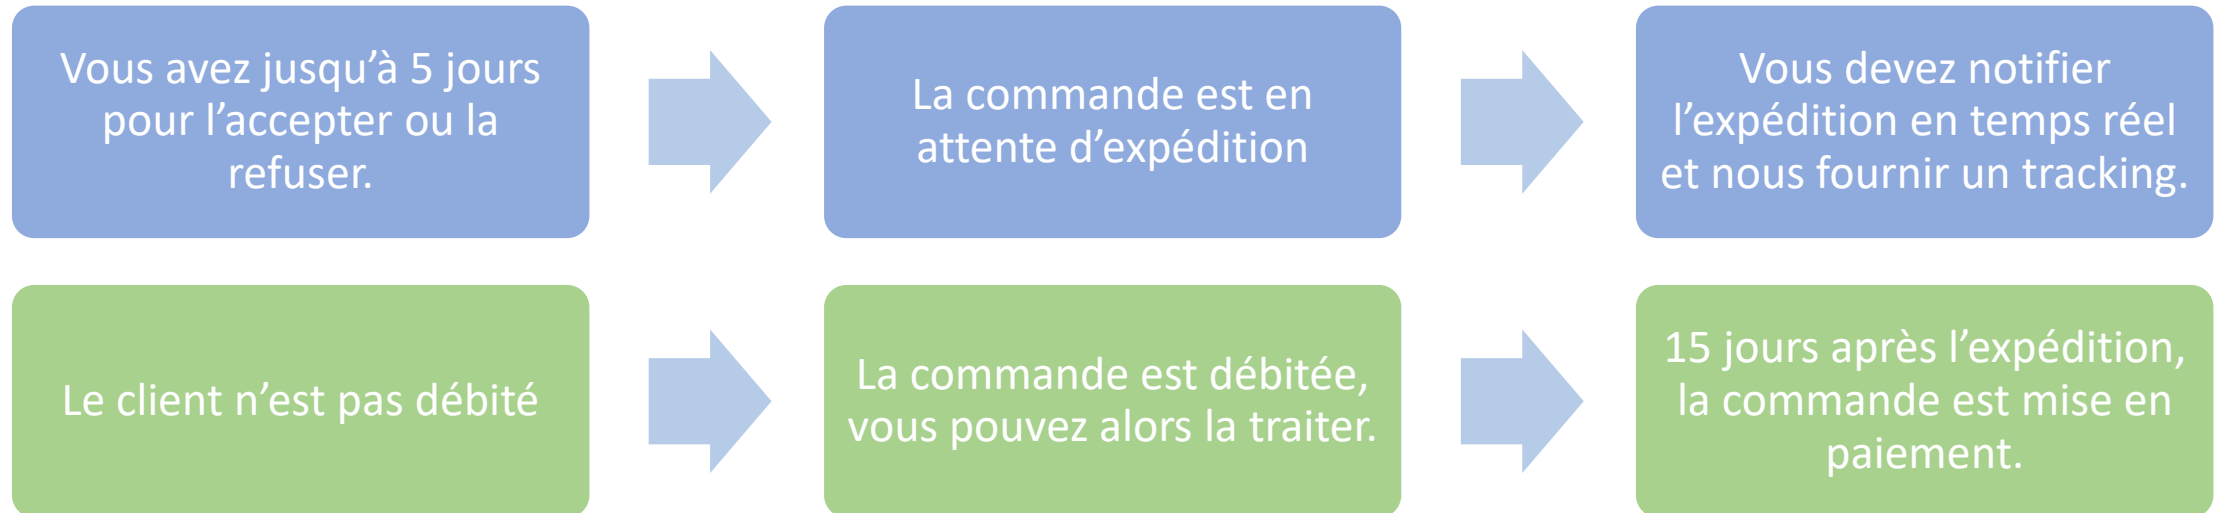 Vous avez jusqu’à 5 jours
pour l’accepter ou la
refuser.
La commande est en
attente d’expédition
Vous devez notifier
l’expédition en temps réel
et nous fournir un tracking.
Le client n’est pas débité
La commande est débitée,
vous pouvez alors la traiter.
15 jours après l’expédition,
la commande est mise en
paiement.